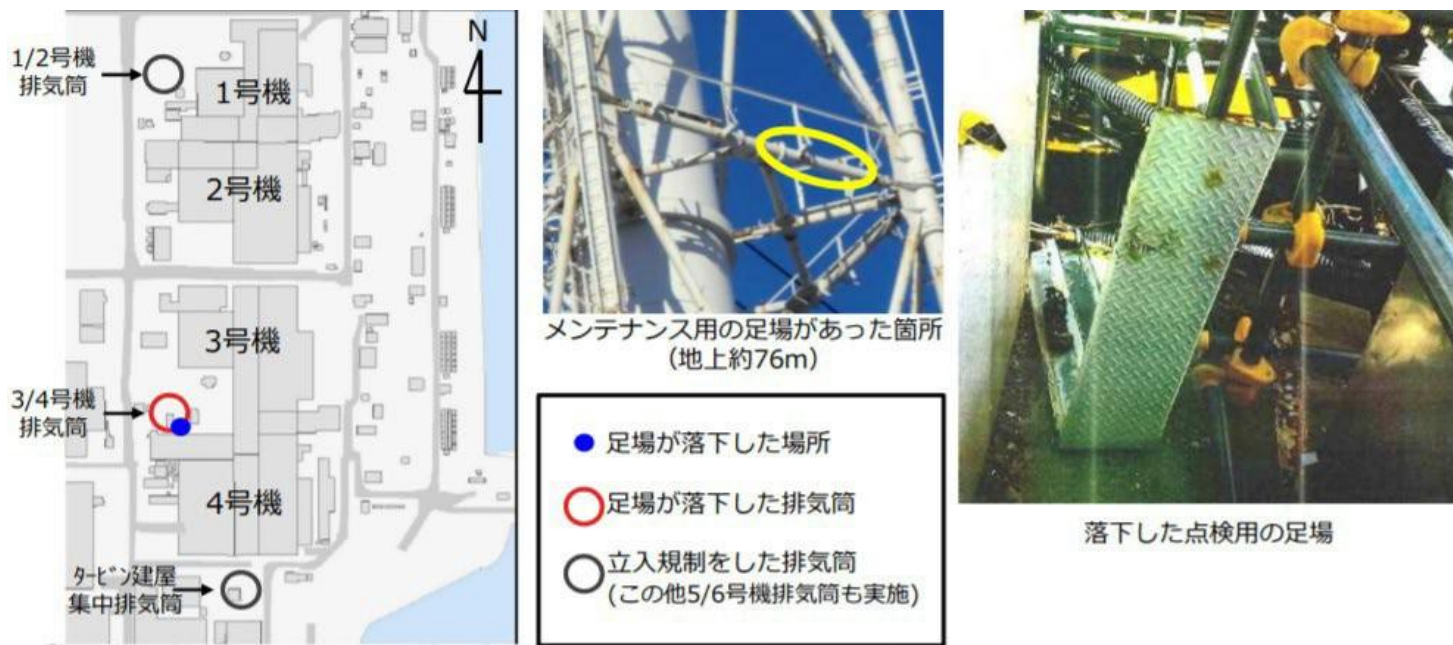 1/2号機
排気筒
1号機
2号機
N
3号機
3/4号機
排気筒
4号機
ﾀｰﾋﾞﾝ建屋
集中排気筒
メンテナンス用の足場があった箇所
(地上約76m)
足場が落下した場所
足場が落下した排気筒
立入規制をした排気筒
(この他5/6号機排気筒も実施)
落下した点検用の足場